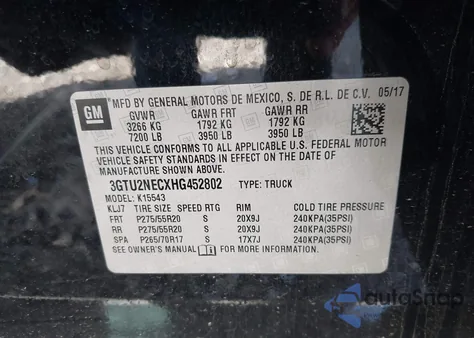 GM MFD BY GENERAL MOTORS DE MEXICO, S. DE R.L. DE C.V. 05/17
GVWR GAWR FRT GAWR RR
3266 KG 1792 KG 1792 KG
7200 LB 3950 LB 3950 LB
THIS VEHICLE CONFORMS TO ALL APPLICABLE U.S. FEDERAL MOTOR
VEHICLE SAFETY STANDARDS IN EFFECT ON THE DATE OF
MANUFACTURE SHOWN ABOVE.
3GTU2NECXHG452802 TYPE: TRUCK
MODEL: K15543
KLJ7 TIRE SIZE SPEED RTG RIM COLD TIRE PRESSURE
FRT P275/55R20 S 20X9J 240KPA(35PSI)
RR P275/55R20 S 20X9J 240KPA(35PSI)
SPA P265/70R17 S 17X7J 240KPA(35PSI)
SEE OWNER'S MANUAL FOR ADDITIONAL INFORMATION.
autoSnap